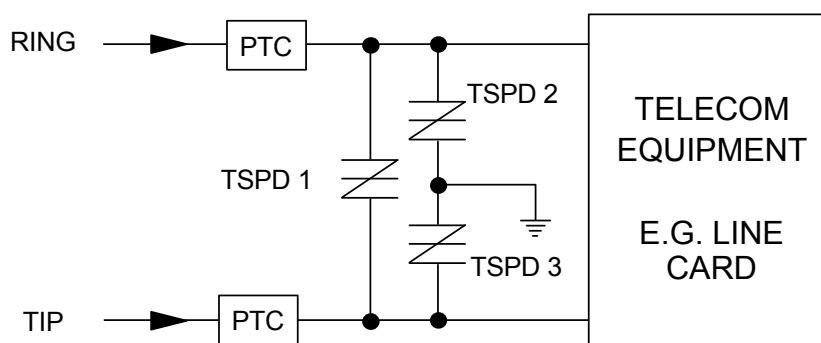 RING
PTC
TSPD 2
TSPD 1
TSPD 3
TIP
PTC
TELECOM
EQUIPMENT
E.G. LINE
CARD